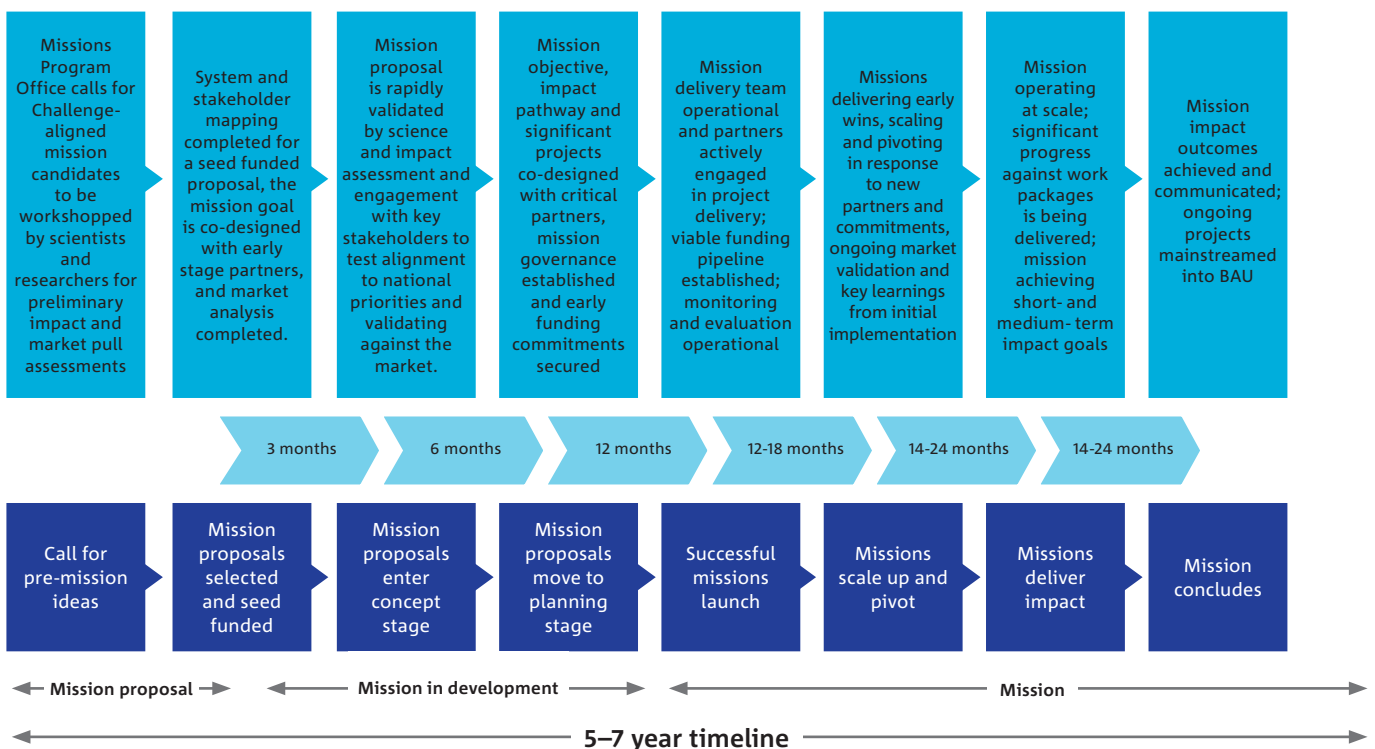 Missions
Program
Office calls for
Challenge-
aligned
mission
candidates
to be
workshopped
by scientists
and
researchers for
preliminary
impact and
market pull
assessments
System and
stakeholder
mapping
completed for
a seed funded
proposal, the
mission goal
is co-designed
with early
stage partners,
and market
analysis
completed.
Mission
proposal
is rapidly
validated
by science
and impact
assessment and
engagement
with key
stakeholders to
test alignment
to national
priorities and
validating
against the
market.
Mission
objective,
impact
pathway and
significant
projects
co-designed
with critical
partners,
mission
governance
established
and early
funding
commitments
secured
Mission
delivery team
operational
and partners
actively
engaged
in project
delivery;
viable funding
pipeline
established;
monitoring
and evaluation
operational
Missions
delivering early
wins, scaling
and pivoting
in response
to new
partners and
commitments,
ongoing market
validation and
key learnings
from initial
implementation
Mission
operating
at scale;
significant
progress
against work
packages
is being
delivered;
mission
achieving
short- and
medium- term
impact goals
Mission
impact
outcomes
achieved and
communicated;
ongoing
projects
mainstreamed
into BAU
3 months
6 months
12 months
12-18 months
14-24 months
14-24 months
Call for
pre-mission
ideas
Mission
proposals
selected
and seed
funded
Mission
proposals
enter
concept
stage
Mission
proposals
move to
planning
stage
Successful
missions
launch
Missions
scale up and
pivot
Missions
deliver
impact
Mission
concludes
Mission proposal
Mission in development
Mission
5–7 year timeline